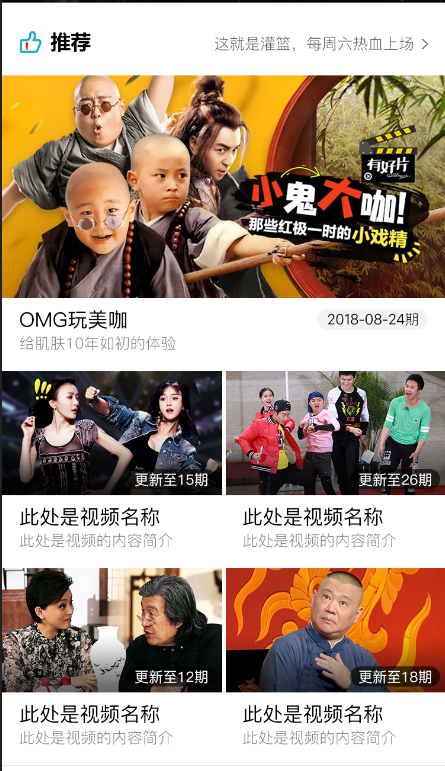 推荐
这就是灌篮，每周六热血上场
有好片
小鬼大咖!
那些红极一时的小戏精
OMG玩美咖
2018-08-24期
给肌肤10年如初的体验
更新至15期
更新至26期
此处是视频名称
此处是视频名称
此处是视频的内容简介
此处是视频的内容简介
更新至12期
更新至18期
此处是视频名称
此处是视频名称
此处是视频的内容简介
此处是视频的内容简介